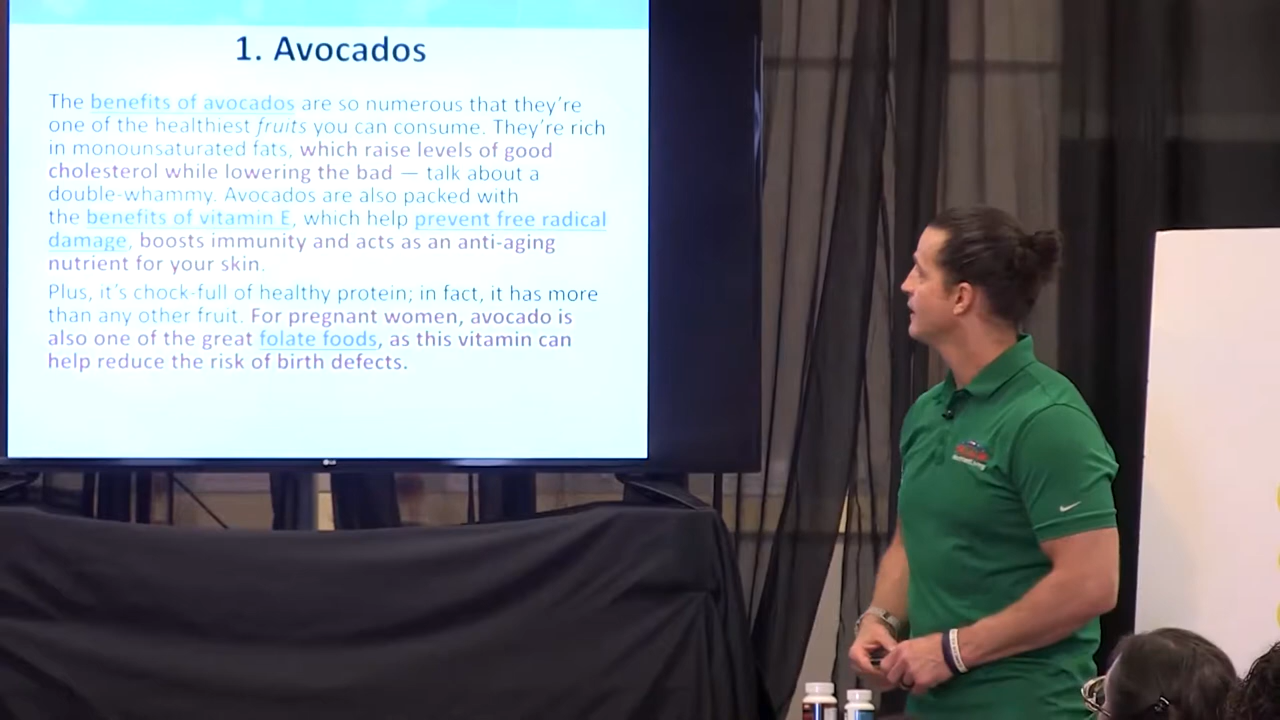 1. Avocados
The benefits of avocados are so numerous that they’re
one of the healthiest fruits you can consume. They’re rich
in monounsaturated fats, which raise levels of good
cholesterol while lowering the bad — talk about a
double-whammy. Avocados are also packed with
the benefits of vitamin E, which help prevent free radical
damage, boosts immunity and acts as an anti-aging
nutrient for your skin.
Plus, it’s chock-full of healthy protein; in fact, it has more
than any other fruit. For pregnant women, avocado is
also one of the great folate foods, as this vitamin can
help reduce the risk of birth defects.
LG